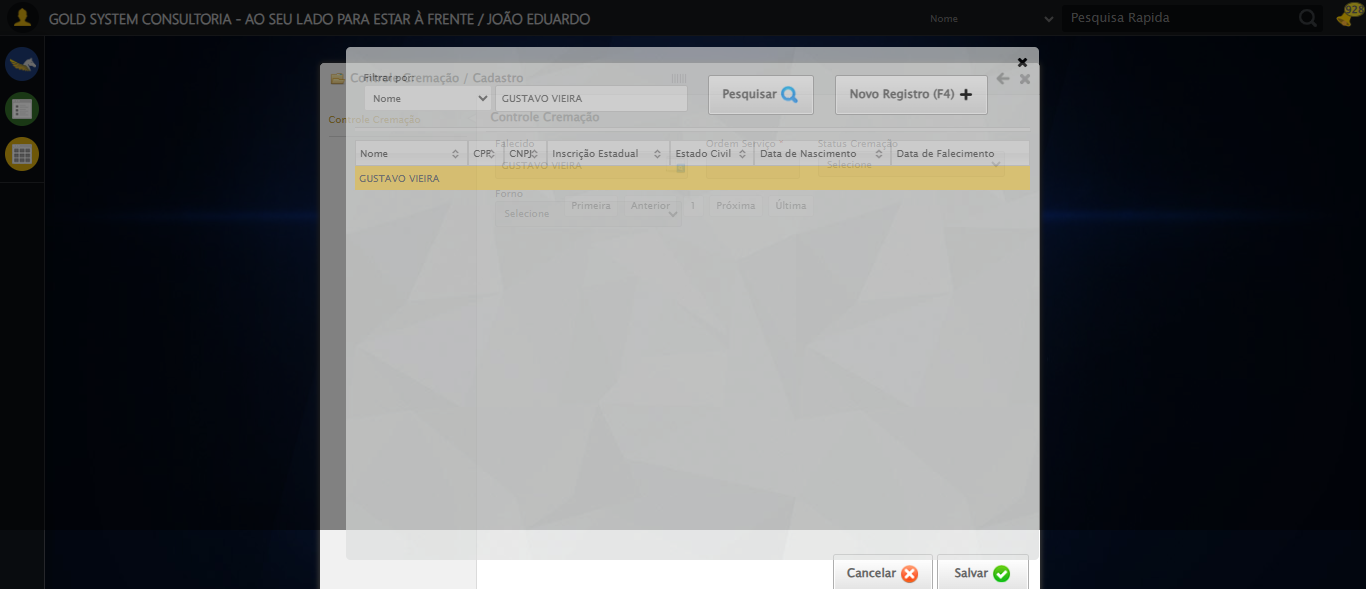 GOLD SYSTEM CONSULTORIA - AO SEU LADO PARA ESTAR À FRENTE / JOÃO EDUARDO
Nome
Pesquisa Rapida
928
Controle Cremação / Cadastro
Filtrar por:
Nome
GUSTAVO VIEIRA
Pesquisar
Novo Registro (F4)
Controle Cremação
Controle Cremação
Falecido
Ordem Serviço *
Status Cremação
Nome
CPF
CNPJ
Inscrição Estadual
Estado Civil
Data de Nascimento
Data de Falecimento
GUSTAVO VIEIRA
Selecione
GUSTAVO VIEIRA
Forno
Selecione
Primeira
Anterior
1
Próxima
Última
Cancelar
Salvar